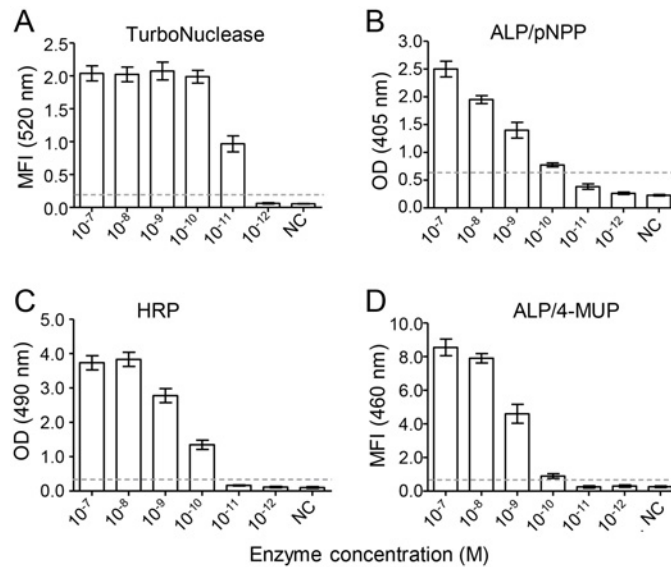 A
TurboNuclease
MFI (520 nm)
2.5
2.0
1.5
1.0
0.5
0.0
10⁻⁷ 10⁻⁸ 10⁻⁹ 10⁻¹⁰ 10⁻¹¹ 10⁻¹² NC
B
ALP/pNPP
OD (405 nm)
3.0
2.5
2.0
1.5
1.0
0.5
0.0
10⁻⁷ 10⁻⁸ 10⁻⁹ 10⁻¹⁰ 10⁻¹¹ 10⁻¹² NC
C
HRP
OD (490 nm)
5.0
4.0
3.0
2.0
1.0
0.0
10⁻⁷ 10⁻⁸ 10⁻⁹ 10⁻¹⁰ 10⁻¹¹ 10⁻¹² NC
D
ALP/4-MUP
MFI (460 nm)
10.0
8.0
6.0
4.0
2.0
0.0
10⁻⁷ 10⁻⁸ 10⁻⁹ 10⁻¹⁰ 10⁻¹¹ 10⁻¹² NC
Enzyme concentration (M)